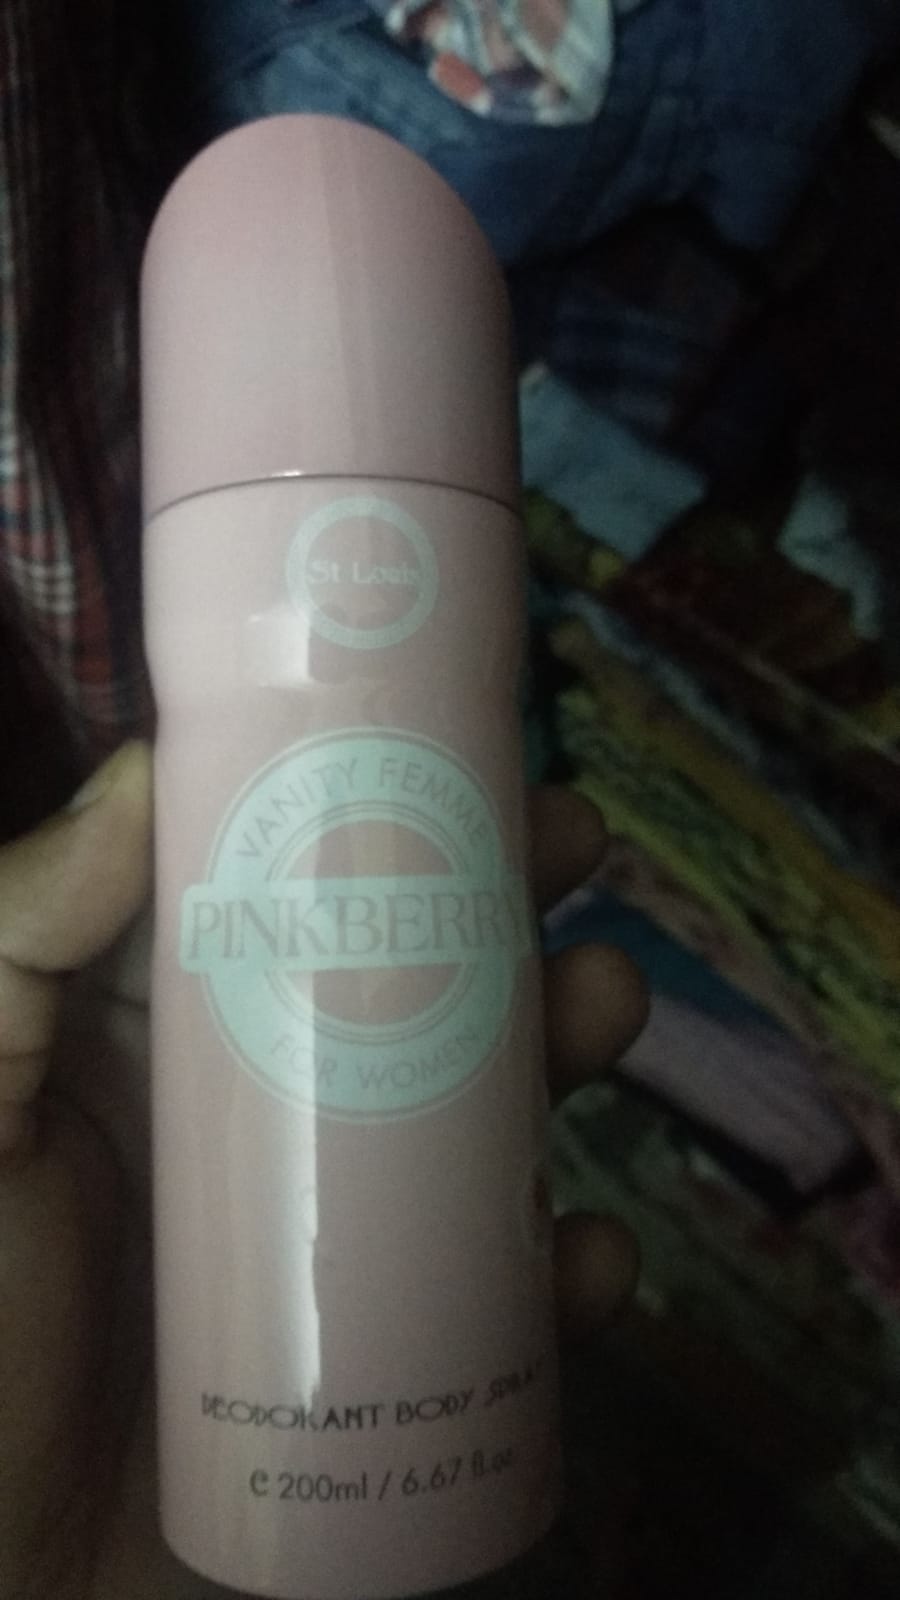 St Louis
VANITY FEMME
PINKBERRY
FOR WOMEN
DEODORANT BODY SPRAY
e 200ml / 6.67 fl.oz